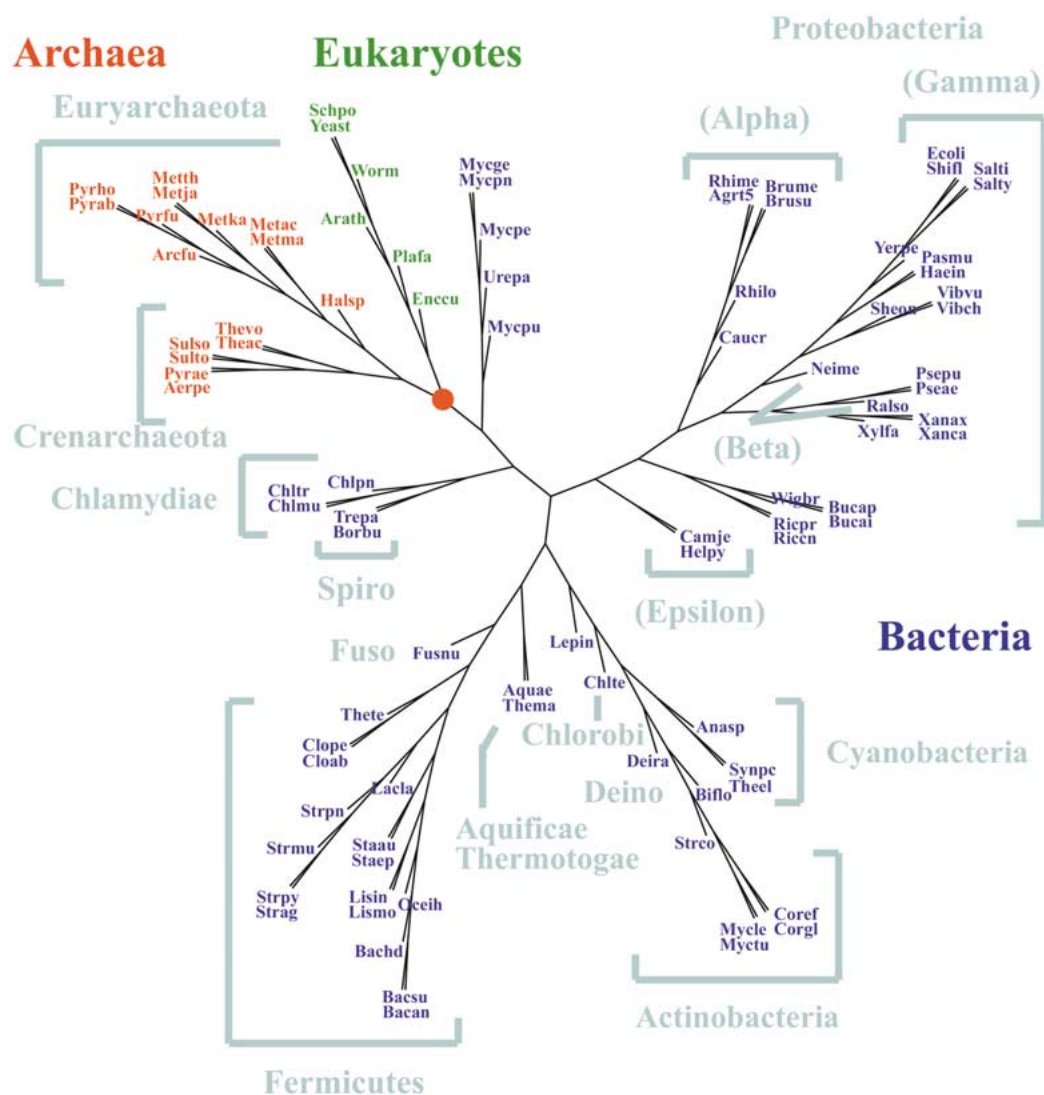 Proteobacteria
Archaea
Eukaryotes
(Gamma)
Euryarchaeota
(Alpha)
Schpo
Yeast
Worm
Arath
Plafa
Enccu
Mycge
Mycpn
Mycpe
Urepa
Mycpu
Rhime
Agrt5
Brume
Brusu
Rhilo
Caucr
Ecoli
Shifl
Salti
Salty
Yerpe
Pasmu
Haein
Vibvu
Vibch
Sheon
Neime
Psepu
Pseae
Ralso
Xanax
Xanca
Xylfa
(Beta)
Metth
Metja
Pyrho
Pyrab
Pyrfu
Metka
Metac
Metma
Arcfu
Halsp
Thevo
Theac
Sulso
Sulto
Pyrae
Aerpe
Crenarchaeota
Chlamydiae
Chlpn
Chltr
Chlmu
Trepa
Borbu
Spiro
Wigbr
Bucap
Bucai
Ricpr
Riccn
Camje
Helpy
(Epsilon)
Bacteria
Fuso
Fusnu
Lepin
Chlte
Aquae
Thema
Chlorobi
Thete
Clope
Cloab
Anasp
Cyanobacteria
Deira
Synpc
Theel
Deino
Biflo
Lacla
Strpn
Aquificae
Thermotogae
Strco
Strmu
Staau
Staep
Strpy
Strag
Lisin
Lismo
Oceih
Coref
Corgl
Mycle
Myctu
Bachd
Bacsu
Bacan
Actinobacteria
Fermicutes